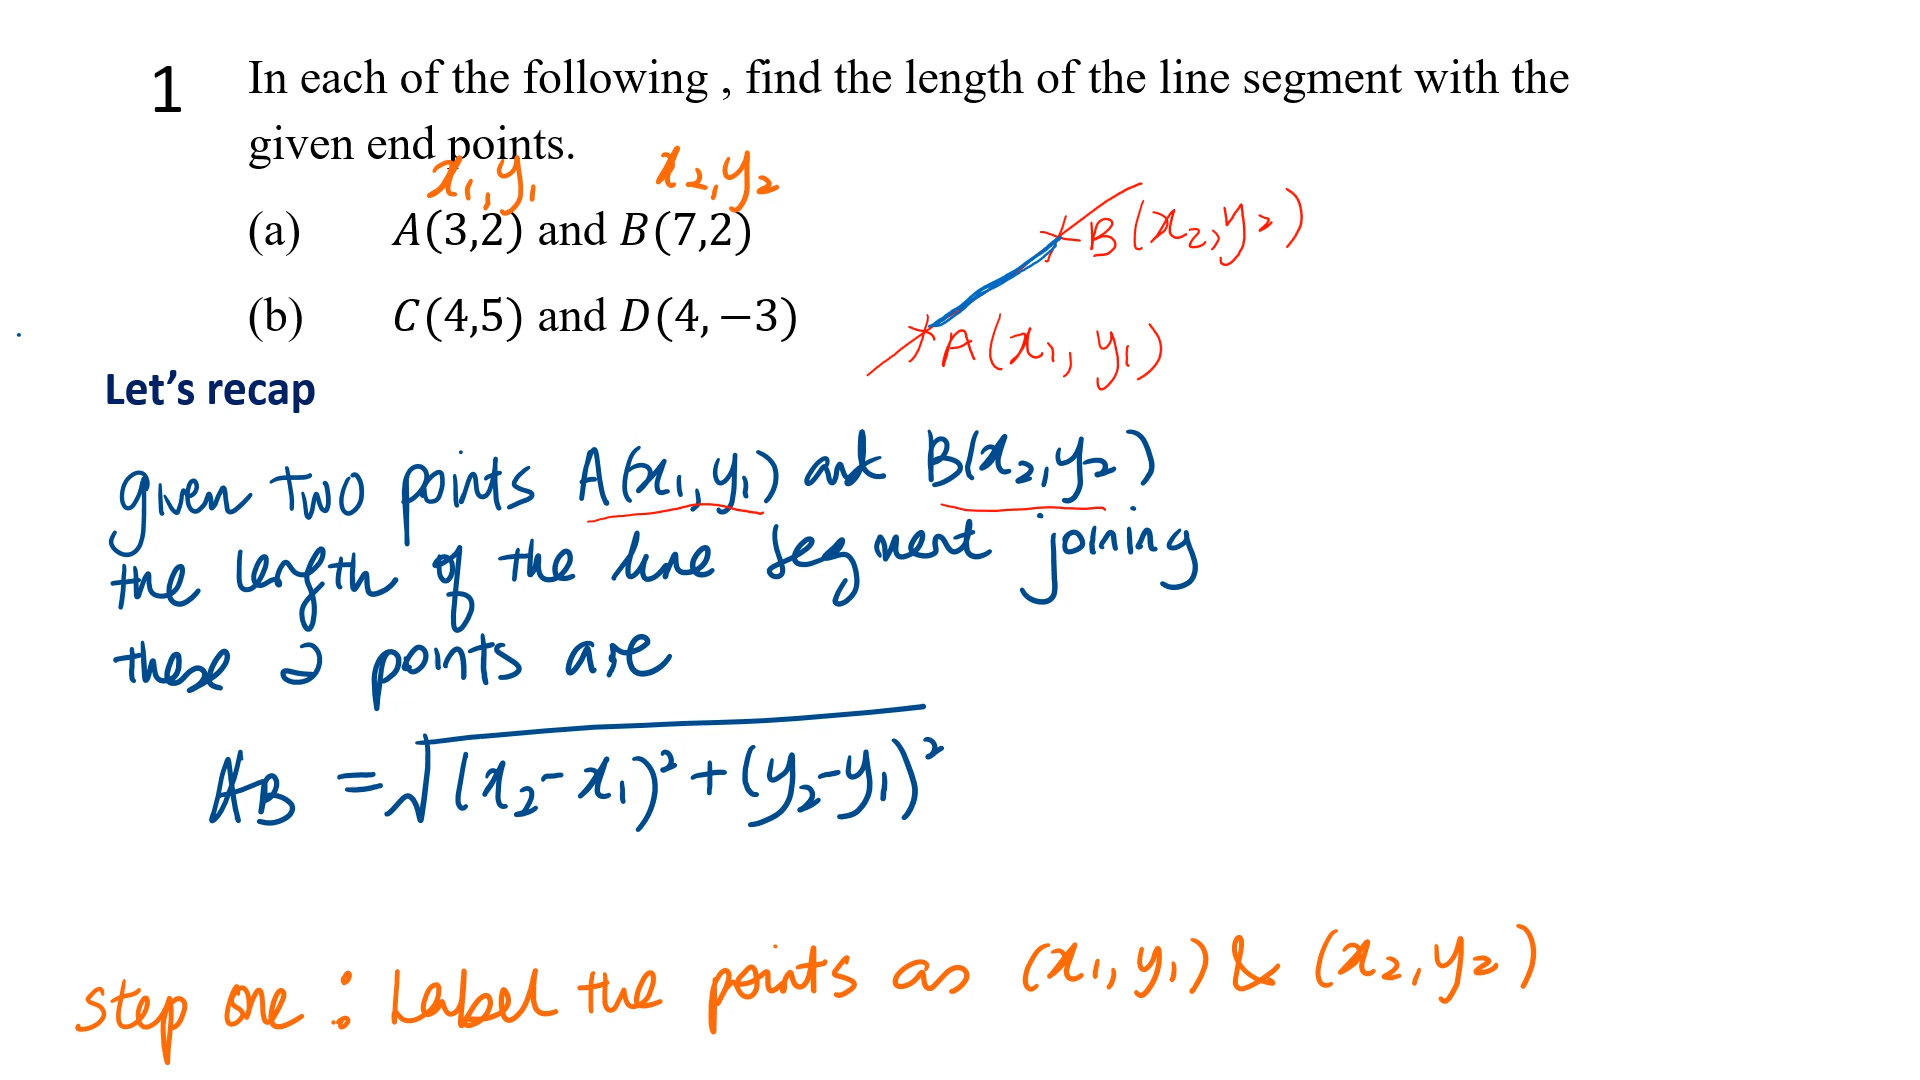 1 In each of the following , find the length of the line segment with the
given end points.
x₁,y₁ x₂,y₂
(a) A(3,2) and B(7,2)
B(x₂,y₂)
(b) C(4,5) and D(4,−3)
A(x₁, y₁)
Let's recap
given two points A(x₁, y₁) and B(x₂,y₂)
the length of the line segment joining
these 2 points are
AB = √(x₂-x₁)² + (y₂-y₁)²
step one : Label the points as (x₁, y₁) & (x₂, y₂)